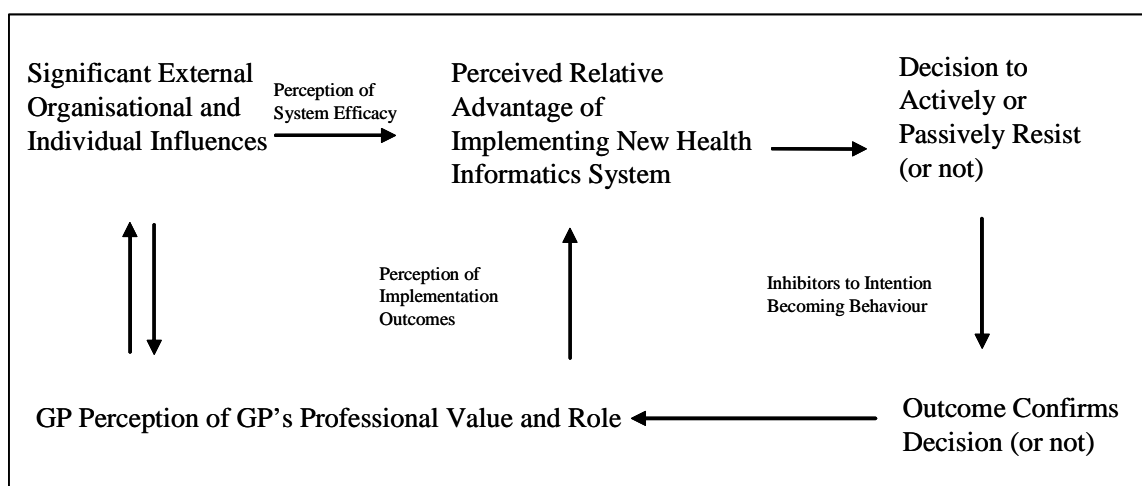 Significant External
Organisational and
Individual Influences
Perception of
System Efficacy
Perceived Relative
Advantage of
Implementing New Health
Informatics System
Decision to
Actively or
Passively Resist
(or not)
Perception of
Implementation
Outcomes
Inhibitors to Intention
Becoming Behaviour
GP Perception of GP’s Professional Value and Role
Outcome Confirms
Decision (or not)